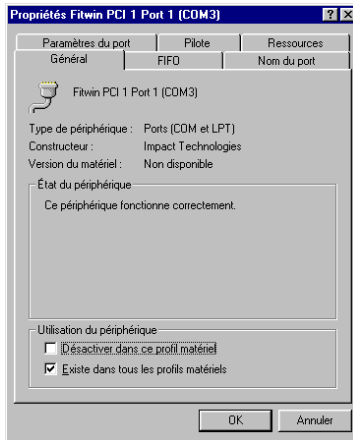 Propriétés Fitwin PCI 1 Port 1 (COM3)
Paramètres du port Pilote Ressources
Général FIFO Nom du port
Fitwin PCI 1 Port 1 (COM3)
Type de périphérique : Ports (COM et LPT)
Constructeur : Impact Technologies
Version du matériel : Non disponible
État du périphérique
Ce périphérique fonctionne correctement.
Utilisation du périphérique
Désactiver dans ce profil matériel
Existe dans tous les profils matériels
OK Annuler